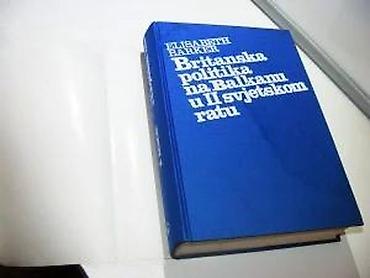 ELISABETH
BARKER
Britanska
politika
na Balkanu
u II svjetskom
ratu